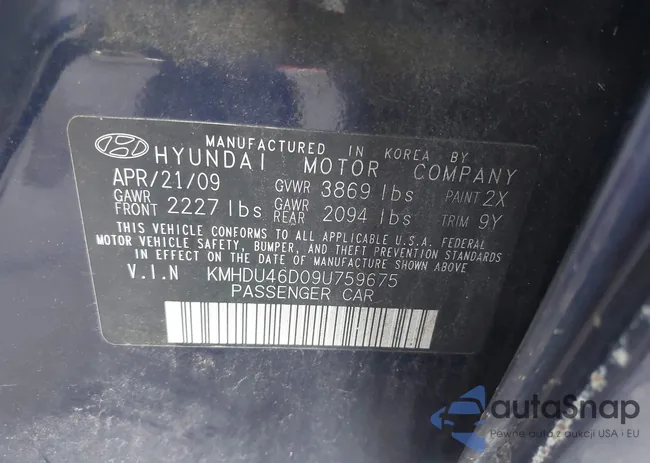 MANUFACTURED IN KOREA BY
HYUNDAI MOTOR COMPANY
APR/21/09 GVWR 3869 lbs PAINT 2X
GAWR FRONT 2227 lbs GAWR REAR 2094 lbs TRIM 9Y
THIS VEHICLE CONFORMS TO ALL APPLICABLE U.S.A. FEDERAL
MOTOR VEHICLE SAFETY, BUMPER, AND THEFT PREVENTION STANDARDS
IN EFFECT ON THE DATE OF MANUFACTURE SHOWN ABOVE
V.I.N KMHDU46D09U759675
PASSENGER CAR
autaSnap
Pewne auta z aukcji USA i EU